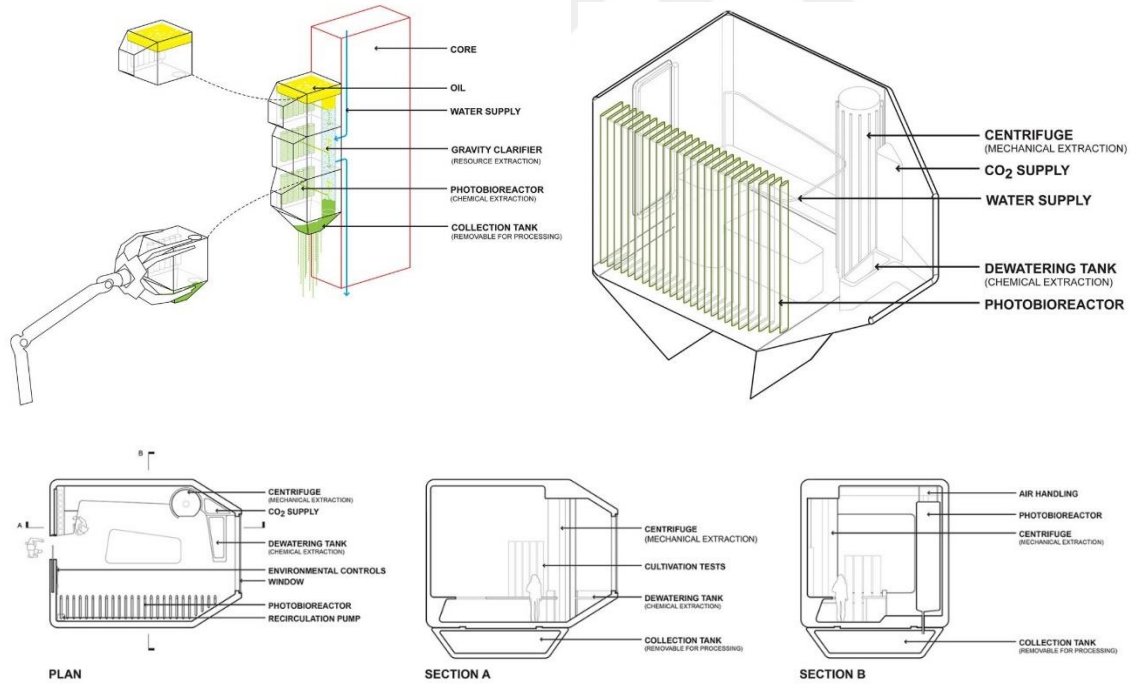 CORE
OIL
WATER SUPPLY
GRAVITY CLARIFIER
(RESOURCE EXTRACTION)
PHOTOBIOREACTOR
(CHEMICAL EXTRACTION)
COLLECTION TANK
(REMOVABLE FOR PROCESSING)
CENTRIFUGE
(MECHANICAL EXTRACTION)
CO2 SUPPLY
WATER SUPPLY
DEWATERING TANK
(CHEMICAL EXTRACTION)
PHOTOBIOREACTOR
B
A
CENTRIFUGE
(MECHANICAL EXTRACTION)
CO2 SUPPLY
DEWATERING TANK
(CHEMICAL EXTRACTION)
ENVIRONMENTAL CONTROLS
WINDOW
PHOTOBIOREACTOR
RECIRCULATION PUMP
PLAN
CENTRIFUGE
(MECHANICAL EXTRACTION)
CULTIVATION TESTS
DEWATERING TANK
(CHEMICAL EXTRACTION)
COLLECTION TANK
(REMOVABLE FOR PROCESSING)
SECTION A
AIR HANDLING
PHOTOBIOREACTOR
CENTRIFUGE
(MECHANICAL EXTRACTION)
COLLECTION TANK
(REMOVABLE FOR PROCESSING)
SECTION B